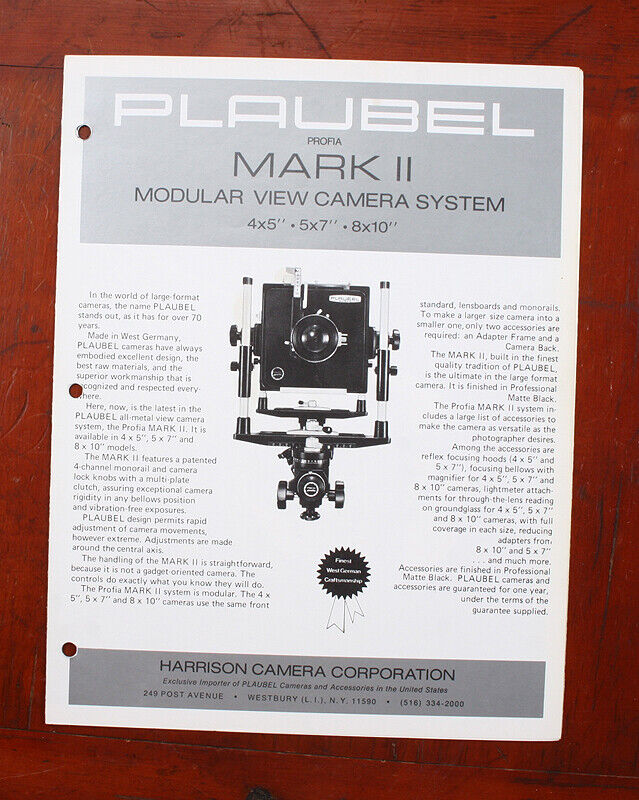 PLAUBEL
PROFIA
MARK II
MODULAR VIEW CAMERA SYSTEM
4x5'' • 5x7'' • 8x10''
In the world of large-format
cameras, the name PLAUBEL
stands out, as it has for over 70
years.
Made in West Germany,
PLAUBEL cameras have always
embodied excellent design, the
best raw materials, and the
superior workmanship that is
cognized and respected every-
here.
Here, now, is the latest in the
PLAUBEL all-metal view camera
system, the Profia MARK II. It is
available in 4 x 5", 5 x 7" and
8 x 10" models.
The MARK II features a patented
4-channel monorail and camera
lock knobs with a multi-plate
clutch, assuring exceptional camera
rigidity in any bellows position
and vibration-free exposures.
PLAUBEL design permits rapid
adjustment of camera movements,
however extreme. Adjustments are made
around the central axis.
The handling of the MARK II is straightforward,
because it is not a gadget-oriented camera. The
controls do exactly what you know they will do.
The Profia MARK II system is modular. The 4 x
5", 5 x 7" and 8 x 10" cameras use the same front
PLAUBEL
standard, lensboards and monorails.
To make a larger size camera into a
smaller one, only two accessories are
required: an Adapter Frame and a
Camera Back.
The MARK II, built in the finest
quality tradition of PLAUBEL,
is the ultimate in the large format
camera. It is finished in Professional
Matte Black.
The Profia MARK II system in-
cludes a large list of accessories to
make the camera as versatile as the
photographer desires.
Among the accessories are
reflex focusing hoods (4 x 5" and
5 x 7"), focusing bellows with
magnifier for 4 x 5", 5 x 7" and
8 x 10" cameras, lightmeter attach-
ments for through-the-lens reading
on groundglass for 4 x 5", 5 x 7"
and 8 x 10" cameras, with full
coverage in each size, reducing
adapters from
8 x 10" and 5 x 7"
. . . and much more.
Accessories are finished in Professional
Matte Black. PLAUBEL cameras and
accessories are guaranteed for one year,
under the terms of the
guarantee supplied.
Finest
West German
Craftsmanship
HARRISON CAMERA CORPORATION
Exclusive Importer of PLAUBEL Cameras and Accessories in the United States
249 POST AVENUE • WESTBURY (L.I.), N.Y. 11590 • (516) 334-2000